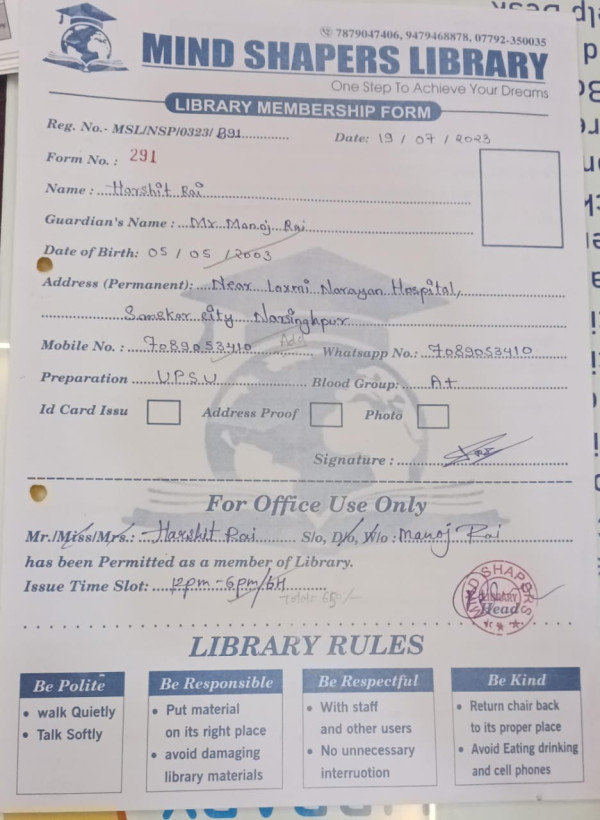 7879047406, 9479468878, 07792-350035
MIND SHAPERS LIBRARY
One Step To Achieve Your Dreams
LIBRARY MEMBERSHIP FORM
Reg. No.- MSL/NSP/0323/ 891 Date: 19 / 07 / 2023
Form No. : 291
Name : Harshit Rai
Guardian's Name : Mr. Manoj Rai
Date of Birth: 05 / 05 / 2003
Address (Permanent): Near Laxmi Narayan Hospital,
Sanskar city Narsinghpur
Mobile No. : 7089053410 Whatsapp No.: 7089053410
Preparation UPSU Blood Group: A+
Id Card Issu Address Proof Photo
Signature :
For Office Use Only
Mr./Miss/Mrs.: Harshit Rai S/o, D/o, W/o : Manoj Rai
has been Permitted as a member of Library.
Issue Time Slot: 12pm - 6pm/6H
MIND SHAPERS
LIBRARY
Head
LIBRARY RULES
Be Polite
• walk Quietly
• Talk Softly
Be Responsible
• Put material
on its right place
• avoid damaging
library materials
Be Respectful
• With staff
and other users
• No unnecessary
interruotion
Be Kind
• Return chair back
to its proper place
• Avoid Eating drinking
and cell phones